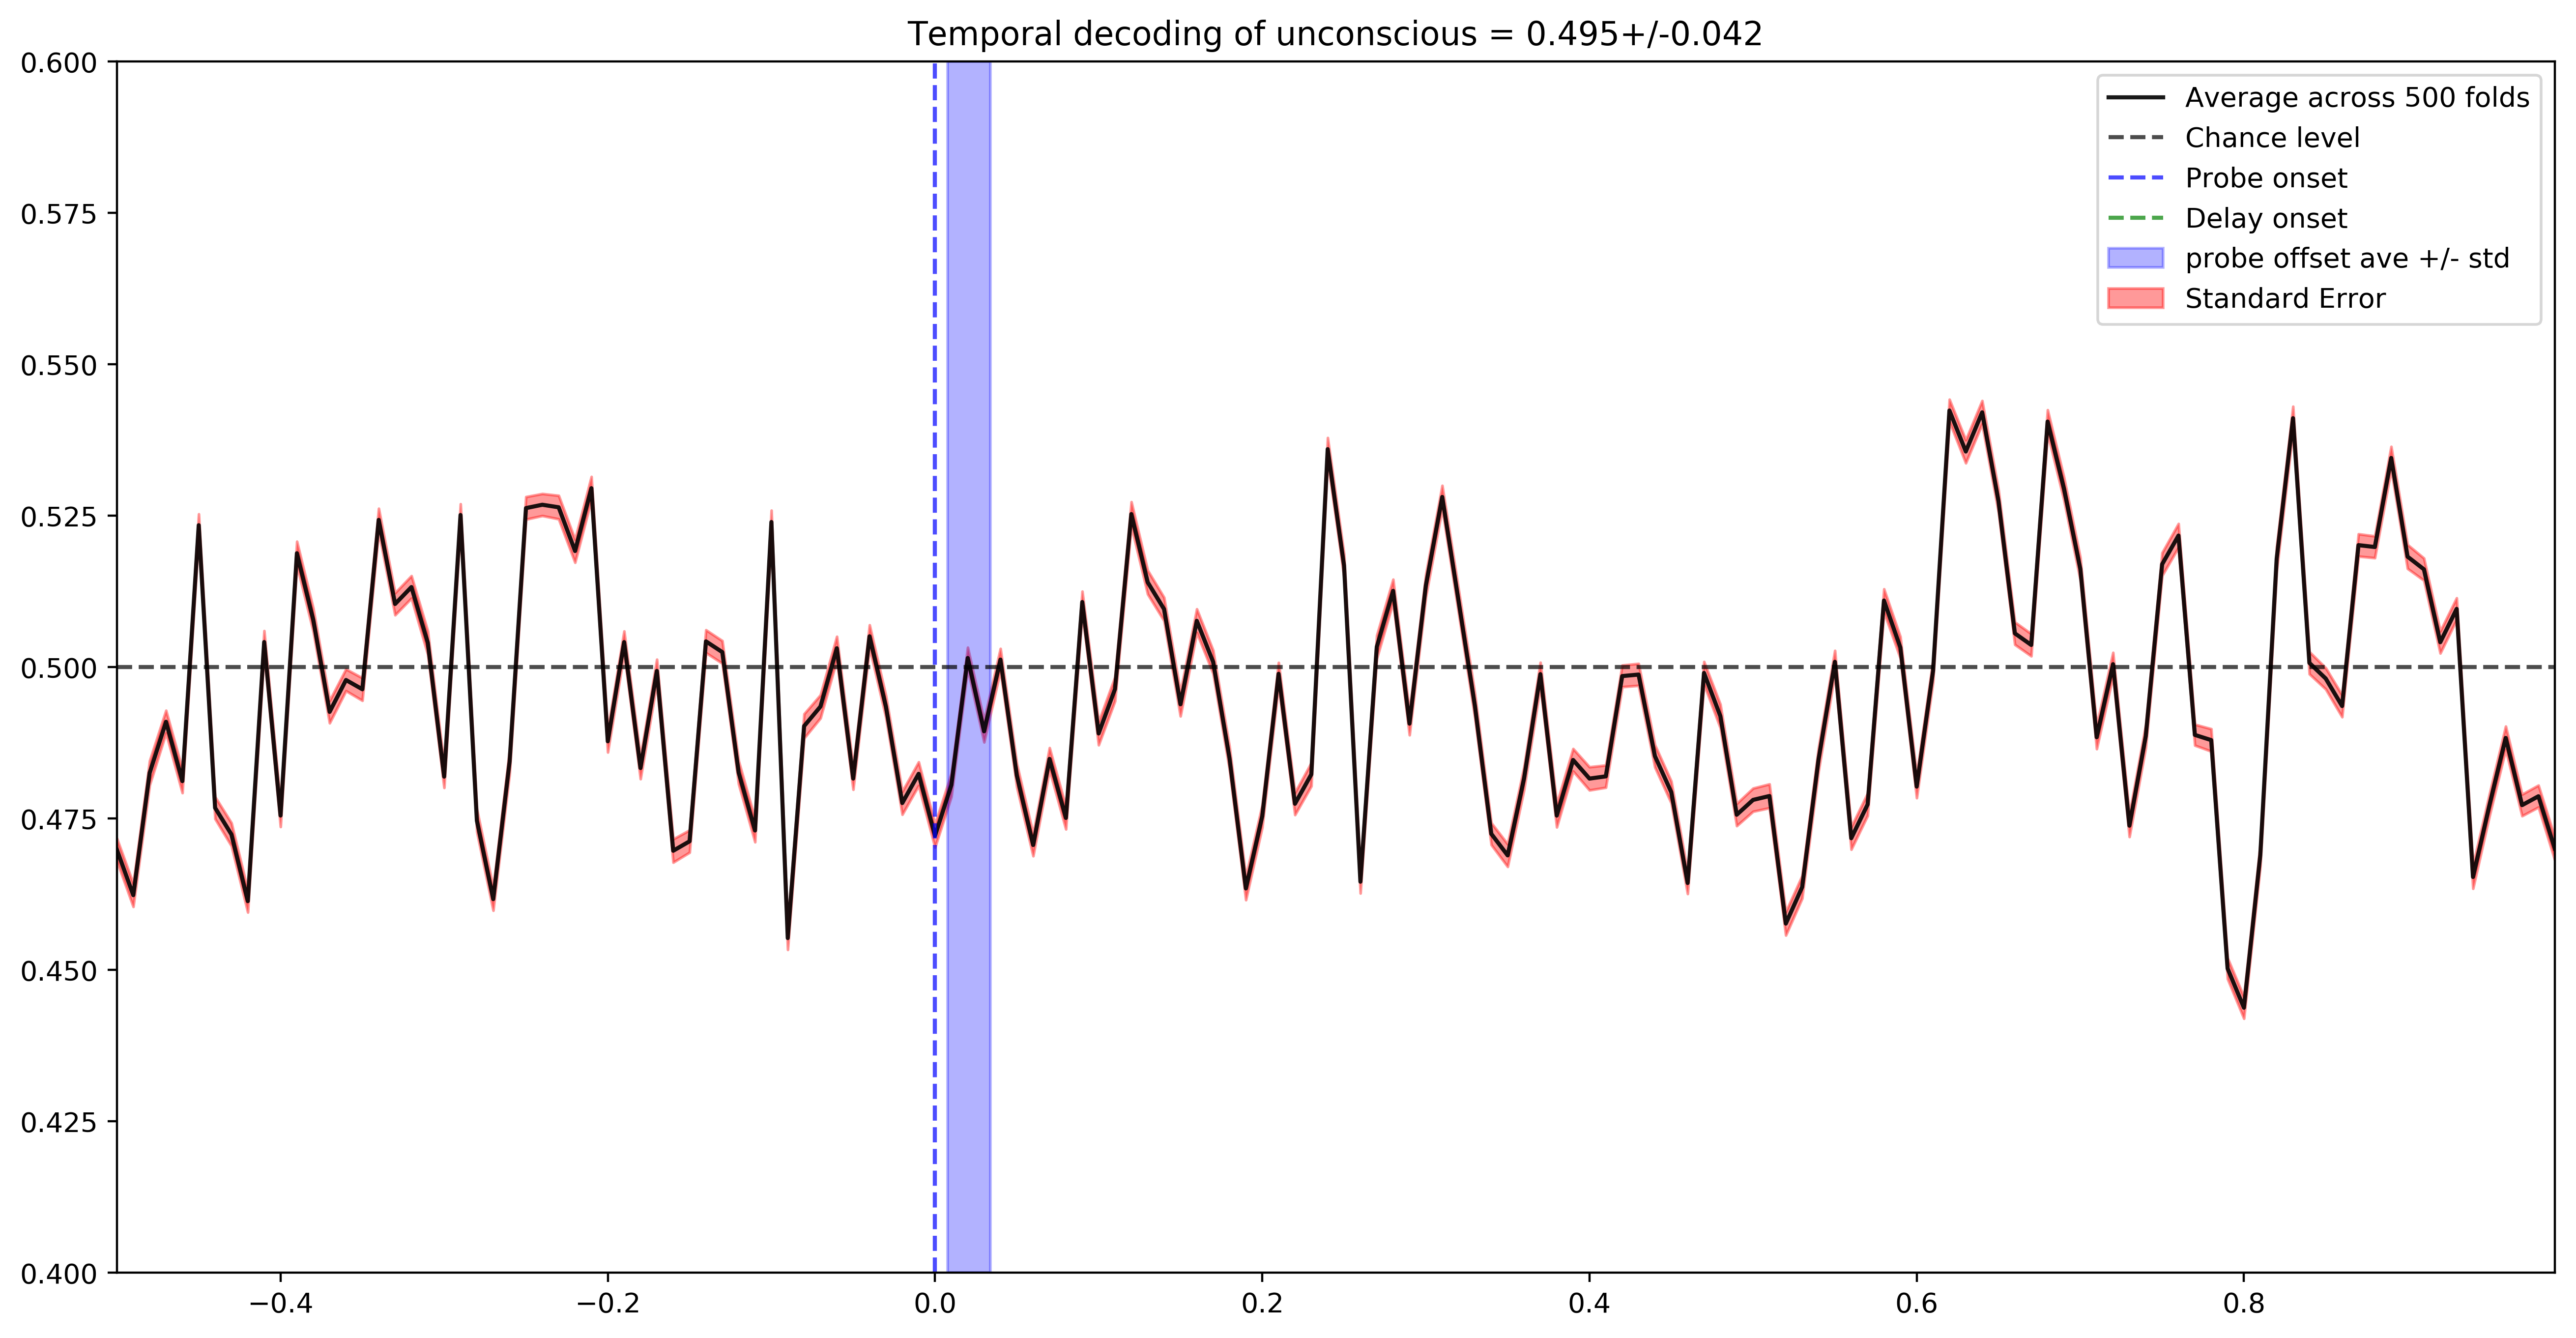 Temporal decoding of unconscious = 0.495+/-0.042
0.600
0.575
0.550
0.525
0.500
0.475
0.450
0.425
0.400
Average across 500 folds
Chance level
Probe onset
Delay onset
probe offset ave +/- std
Standard Error
−0.4
−0.2
0.0
0.2
0.4
0.6
0.8